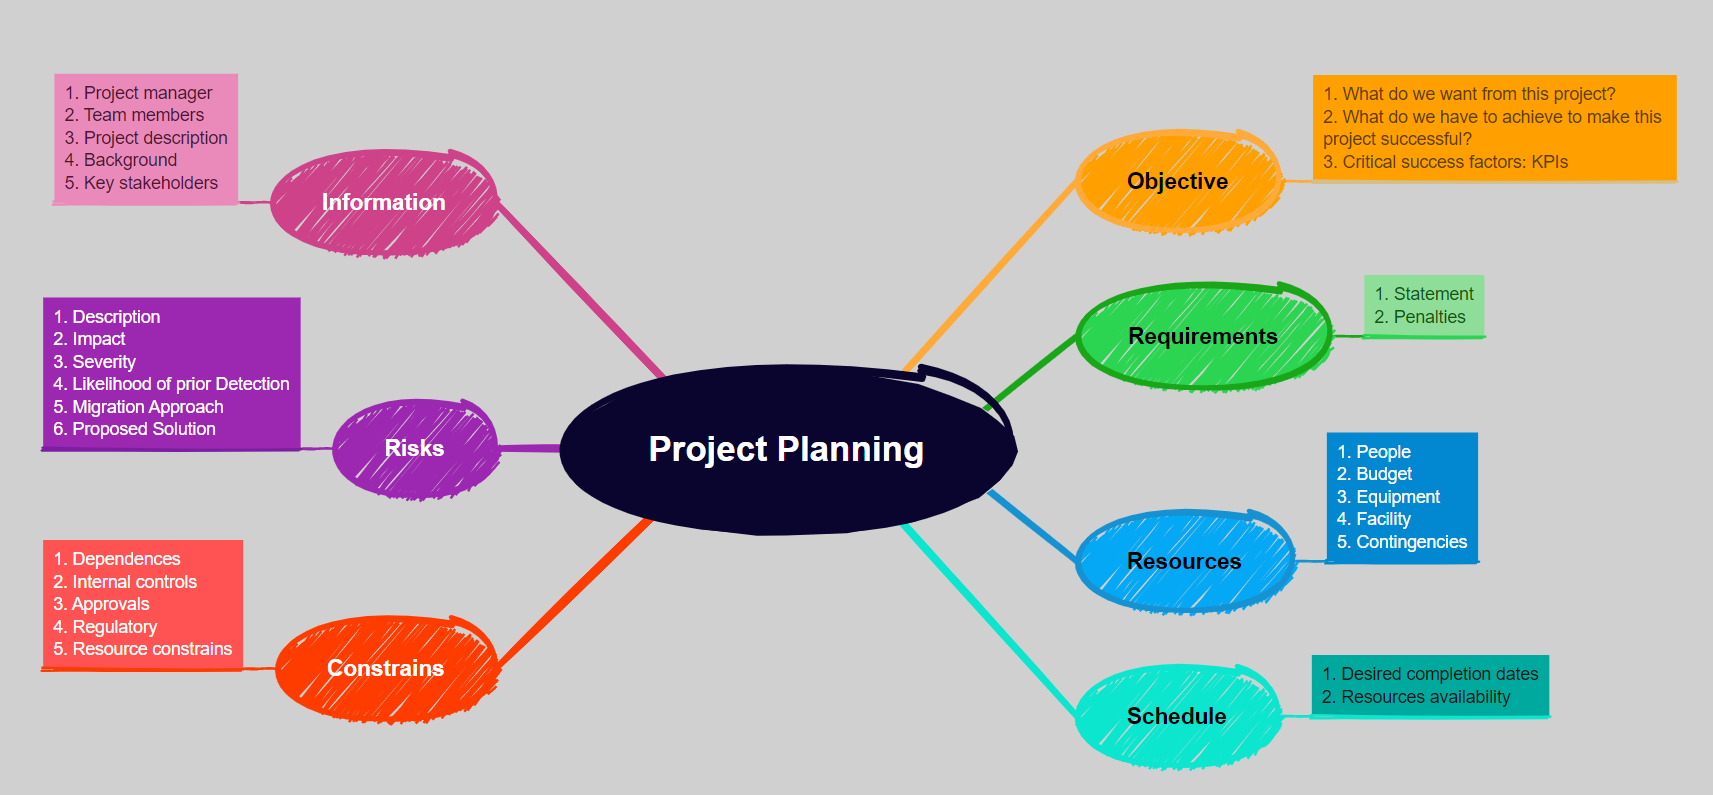 1. Project manager
2. Team members
3. Project description
4. Background
5. Key stakeholders
Information
1. Description
2. Impact
3. Severity
4. Likelihood of prior Detection
5. Migration Approach
6. Proposed Solution
Risks
1. Dependences
2. Internal controls
3. Approvals
4. Regulatory
5. Resource constrains
Constrains
Project Planning
Objective
1. What do we want from this project?
2. What do we have to achieve to make this
project successful?
3. Critical success factors: KPIs
Requirements
1. Statement
2. Penalties
Resources
1. People
2. Budget
3. Equipment
4. Facility
5. Contingencies
Schedule
1. Desired completion dates
2. Resources availability